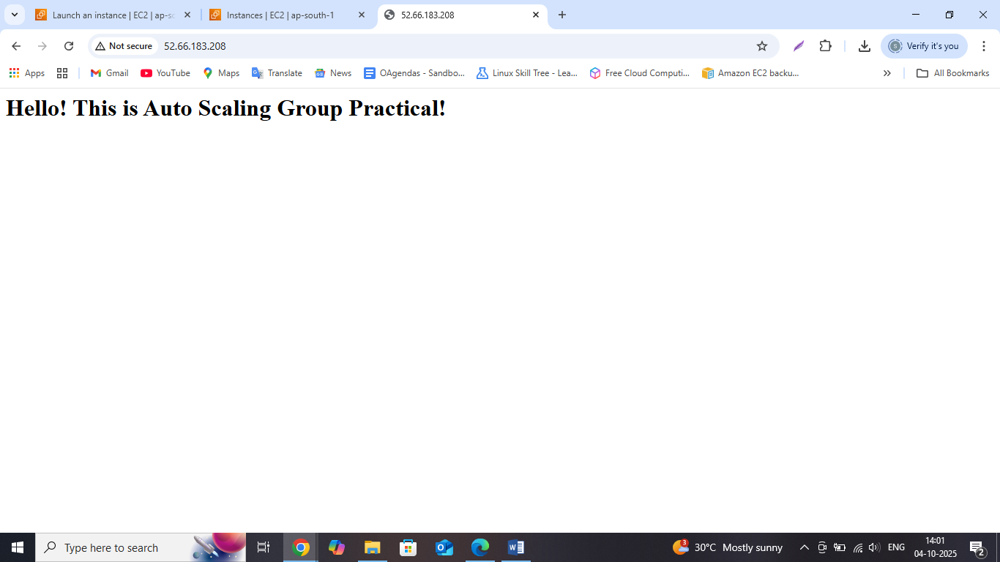 Launch an instance | EC2 | ap-so
Instances | EC2 | ap-south-1
52.66.183.208
Not secure
52.66.183.208
Verify it's you
Apps
Gmail
YouTube
Maps
Translate
News
OAgendas - Sandbo...
Linux Skill Tree - Lea...
Free Cloud Computi...
Amazon EC2 backu...
All Bookmarks
Hello! This is Auto Scaling Group Practical!
Type here to search
3
30°C Mostly sunny
ENG
14:01
04-10-2025
2